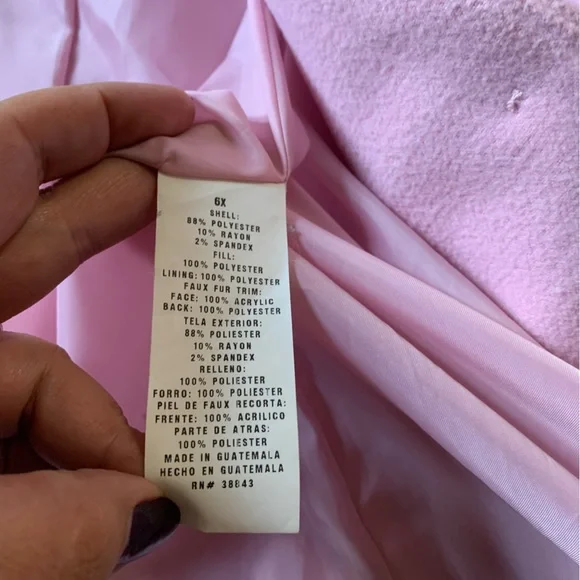 6X
SHELL:
88% POLYESTER
10% RAYON
2% SPANDEX
FILL:
100% POLYESTER
LINING: 100% POLYESTER
FAUX FUR TRIM:
FACE: 100% ACRYLIC
BACK: 100% POLYESTER
TELA EXTERIOR:
88% POLIESTER
10% RAYON
2% SPANDEX
RELLENO:
100% POLIESTER
FORRO: 100% POLIESTER
PIEL DE FAUX RECORTA:
FRENTE: 100% ACRILICO
PARTE DE ATRAS:
100% POLIESTER
MADE IN GUATEMALA
HECHO EN GUATEMALA
RN# 38843